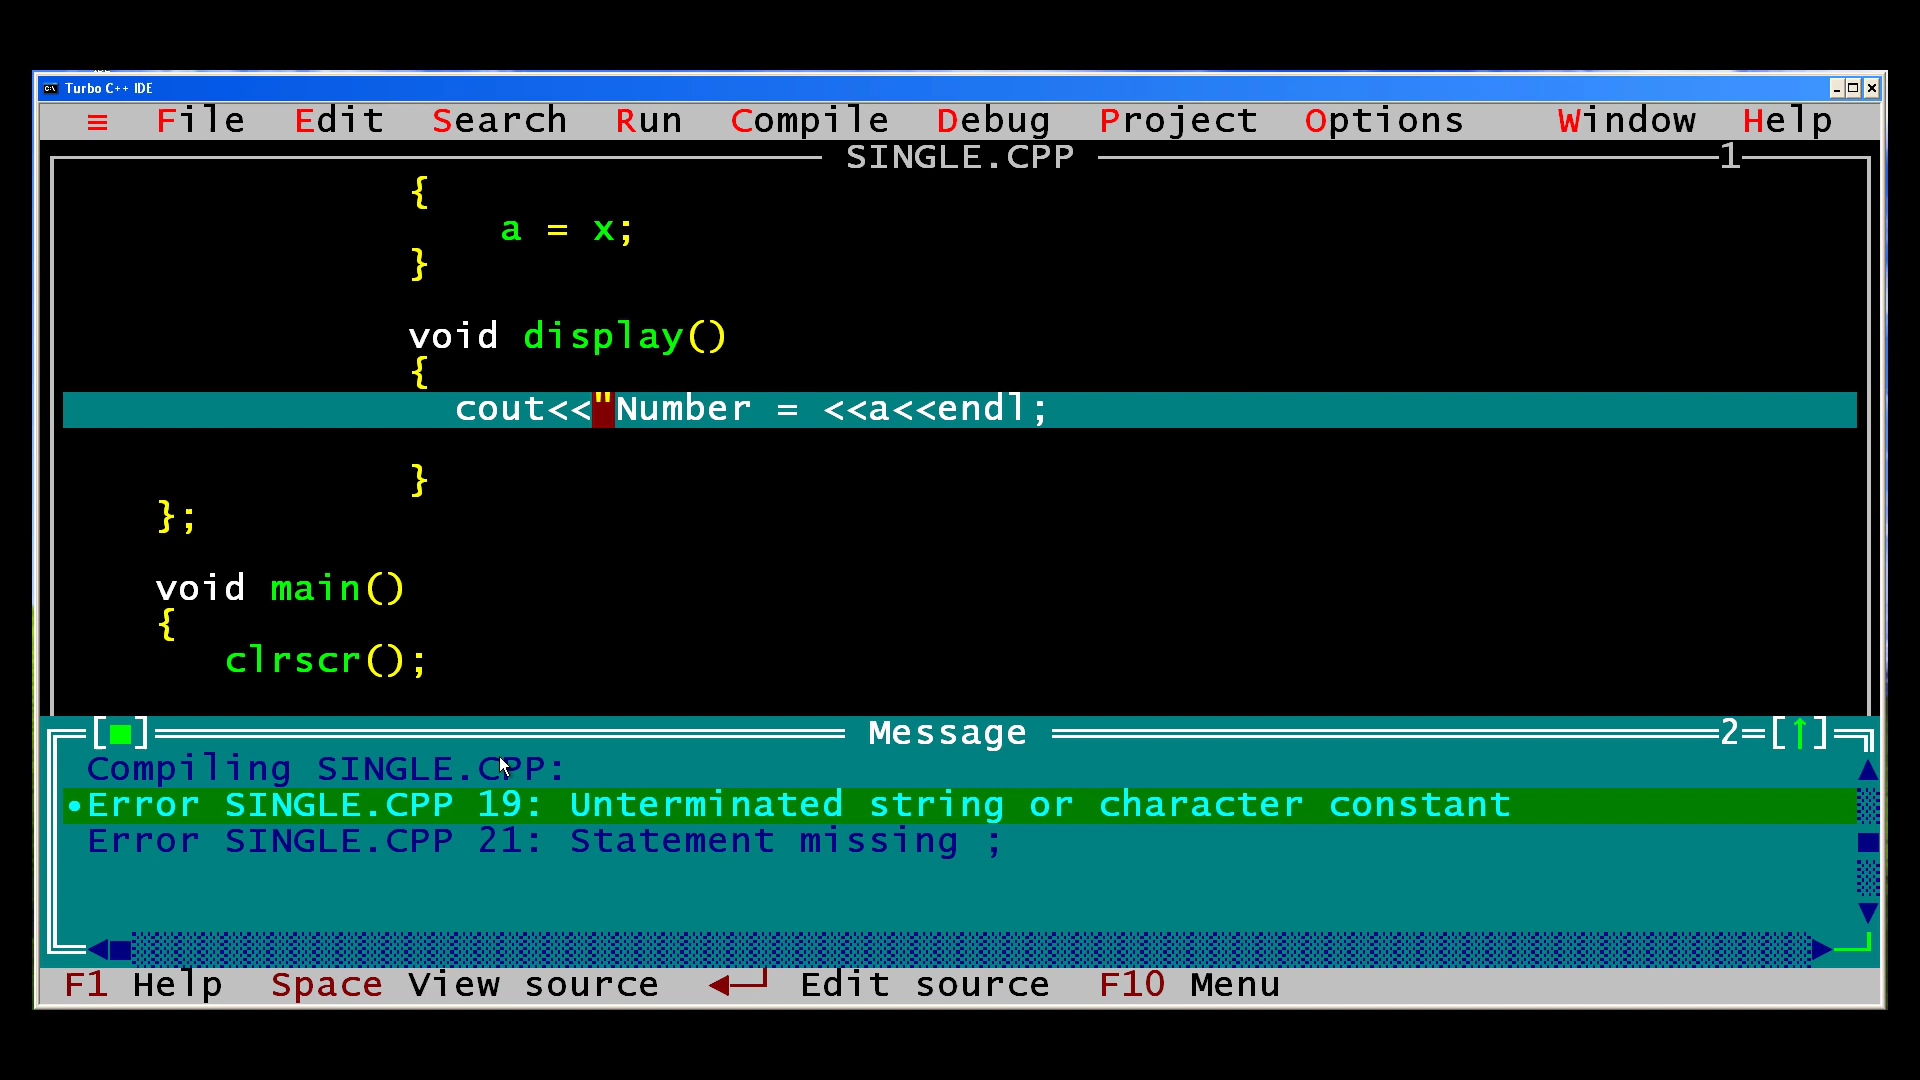 Turbo C++ IDE
≡ File Edit Search Run Compile Debug Project Options Window Help
SINGLE.CPP 1
{
a = x;
}
void display()
{
cout<<"Number = <<a<<endl;
}
};
void main()
{
clrscr();
[■] Message 2=[↑]
Compiling SINGLE.CPP:
•Error SINGLE.CPP 19: Unterminated string or character constant
Error SINGLE.CPP 21: Statement missing ;
F1 Help Space View source ◄─┘ Edit source F10 Menu